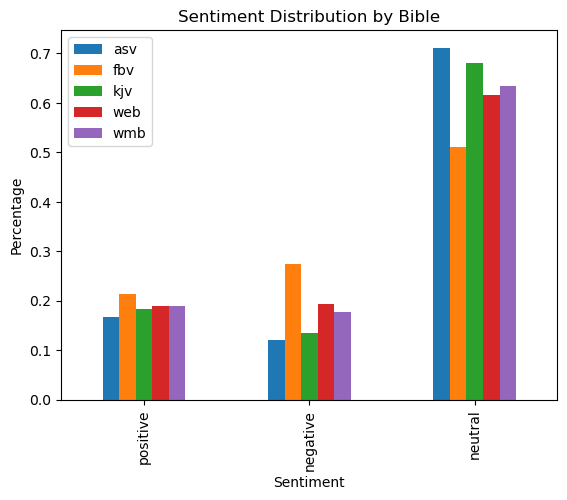 Sentiment Distribution by Bible
asv
fbv
kjv
web
wmb
Percentage
0.7
0.6
0.5
0.4
0.3
0.2
0.1
0.0
positive
negative
neutral
Sentiment